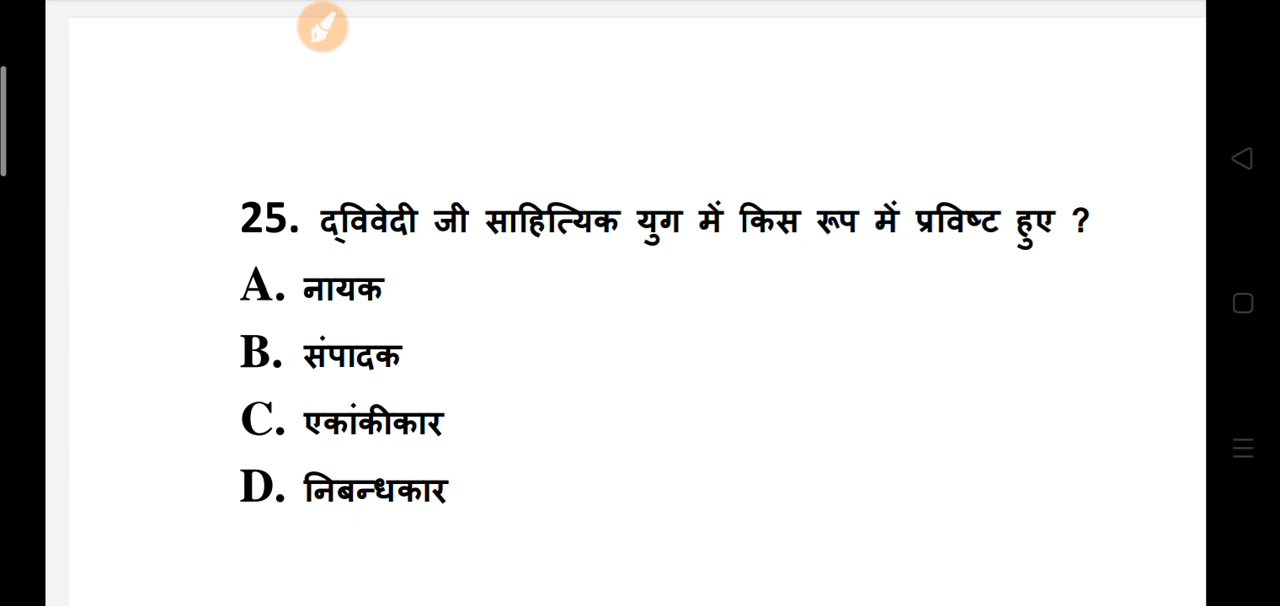 25. द्विवेदी जी साहित्यिक युग में किस रूप में प्रविष्ट हुए ?
A. नायक
B. संपादक
C. एकांकीकार
D. निबन्धकार